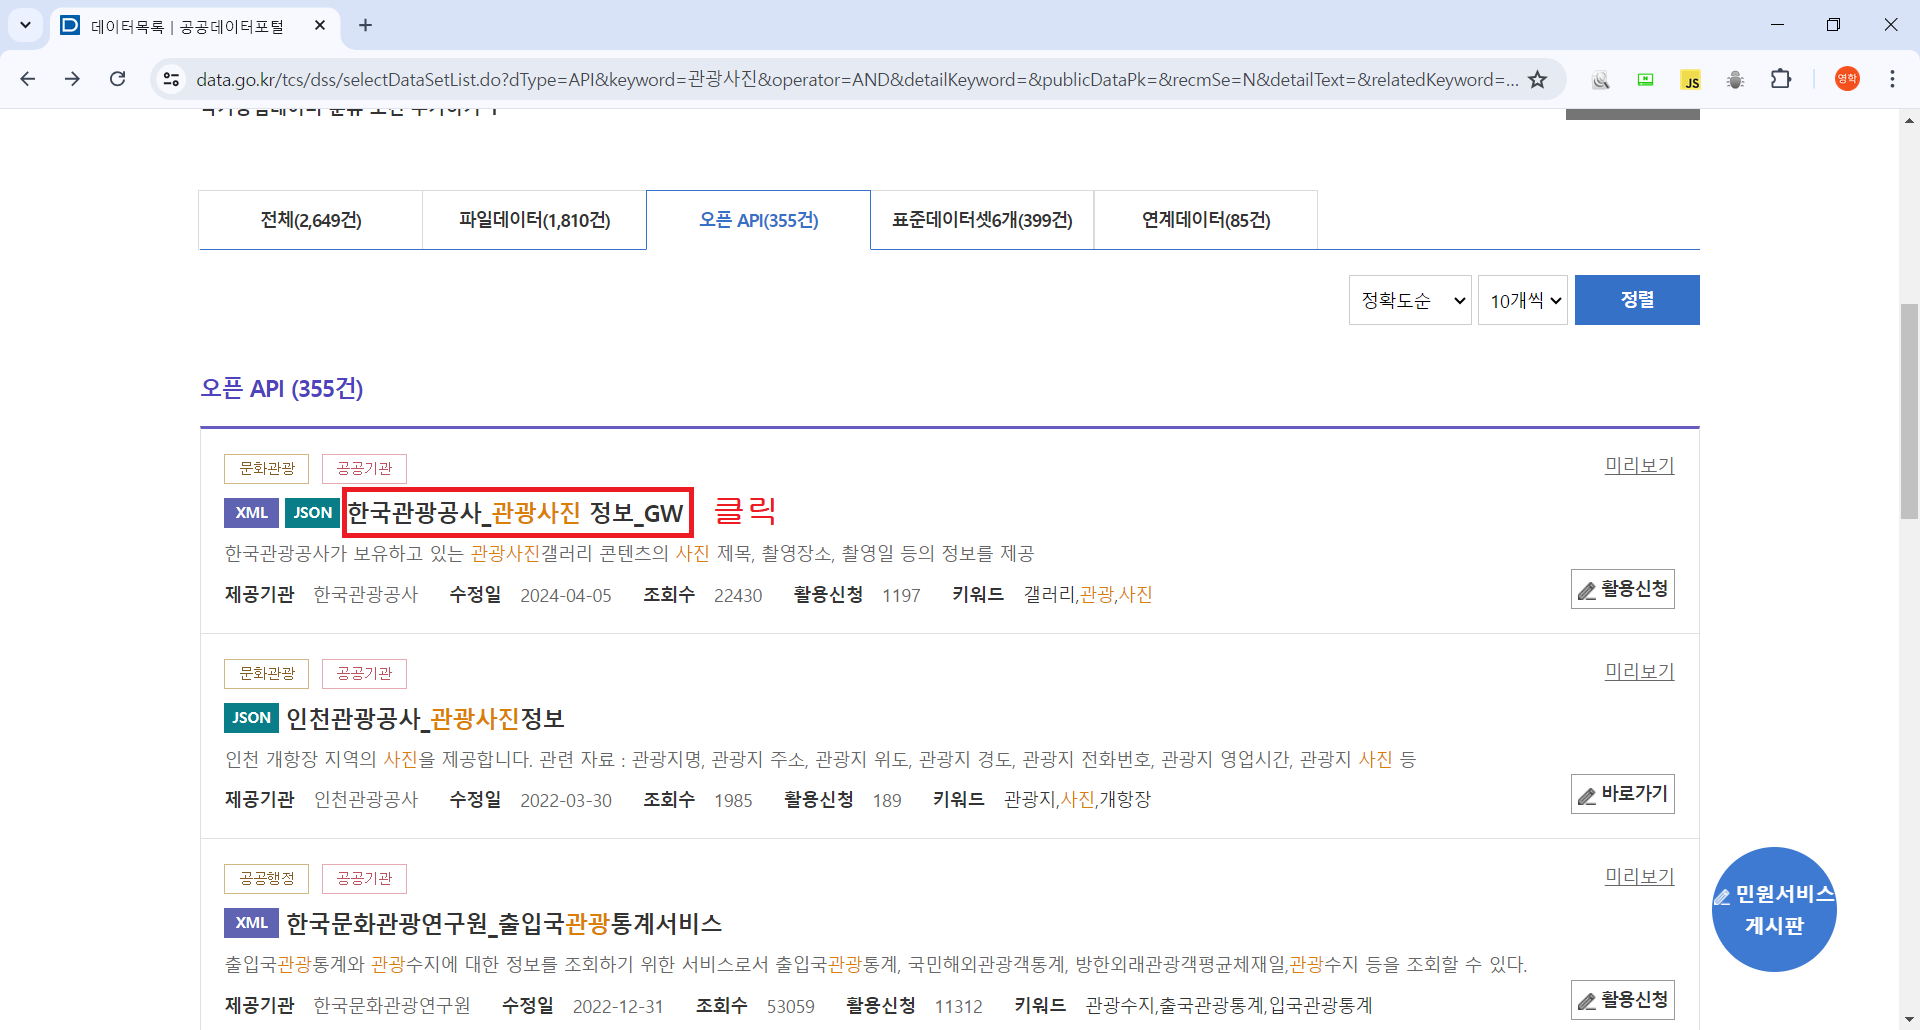 데이터목록 | 공공데이터포털
data.go.kr/tcs/dss/selectDataSetList.do?dType=API&keyword=관광사진&operator=AND&detailKeyword=&publicDataPk=&recmSe=N&detailText=&relatedKeyword=...
JS
영학
전체(2,649건)
파일데이터(1,810건)
오픈 API(355건)
표준데이터셋6개(399건)
연계데이터(85건)
정확도순
10개씩
정렬
오픈 API (355건)
문화관광 공공기관 미리보기
XML JSON 한국관광공사_관광사진 정보_GW 클릭
한국관광공사가 보유하고 있는 관광사진갤러리 콘텐츠의 사진 제목, 촬영장소, 촬영일 등의 정보를 제공
제공기관 한국관광공사 수정일 2024-04-05 조회수 22430 활용신청 1197 키워드 갤러리,관광,사진
활용신청
문화관광 공공기관 미리보기
JSON 인천관광공사_관광사진정보
인천 개항장 지역의 사진을 제공합니다. 관련 자료 : 관광지명, 관광지 주소, 관광지 위도, 관광지 경도, 관광지 전화번호, 관광지 영업시간, 관광지 사진 등
제공기관 인천관광공사 수정일 2022-03-30 조회수 1985 활용신청 189 키워드 관광지,사진,개항장
바로가기
공공행정 공공기관 미리보기
XML 한국문화관광연구원_출입국관광통계서비스
출입국관광통계와 관광수지에 대한 정보를 조회하기 위한 서비스로서 출입국관광통계, 국민해외관광객통계, 방한외래관광객평균체재일,관광수지 등을 조회할 수 있다.
제공기관 한국문화관광연구원 수정일 2022-12-31 조회수 53059 활용신청 11312 키워드 관광수지,출국관광통계,입국관광통계
활용신청
민원서비스
게시판